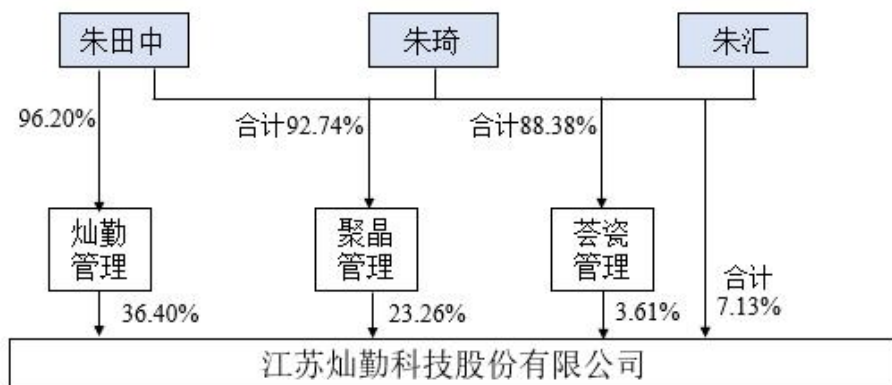 朱田中
朱琦
朱汇
96.20%
合计92.74%
合计88.38%
灿勤
管理
聚晶
管理
荟瓷
管理
合计
7.13%
36.40%
23.26%
3.61%
江苏灿勤科技股份有限公司